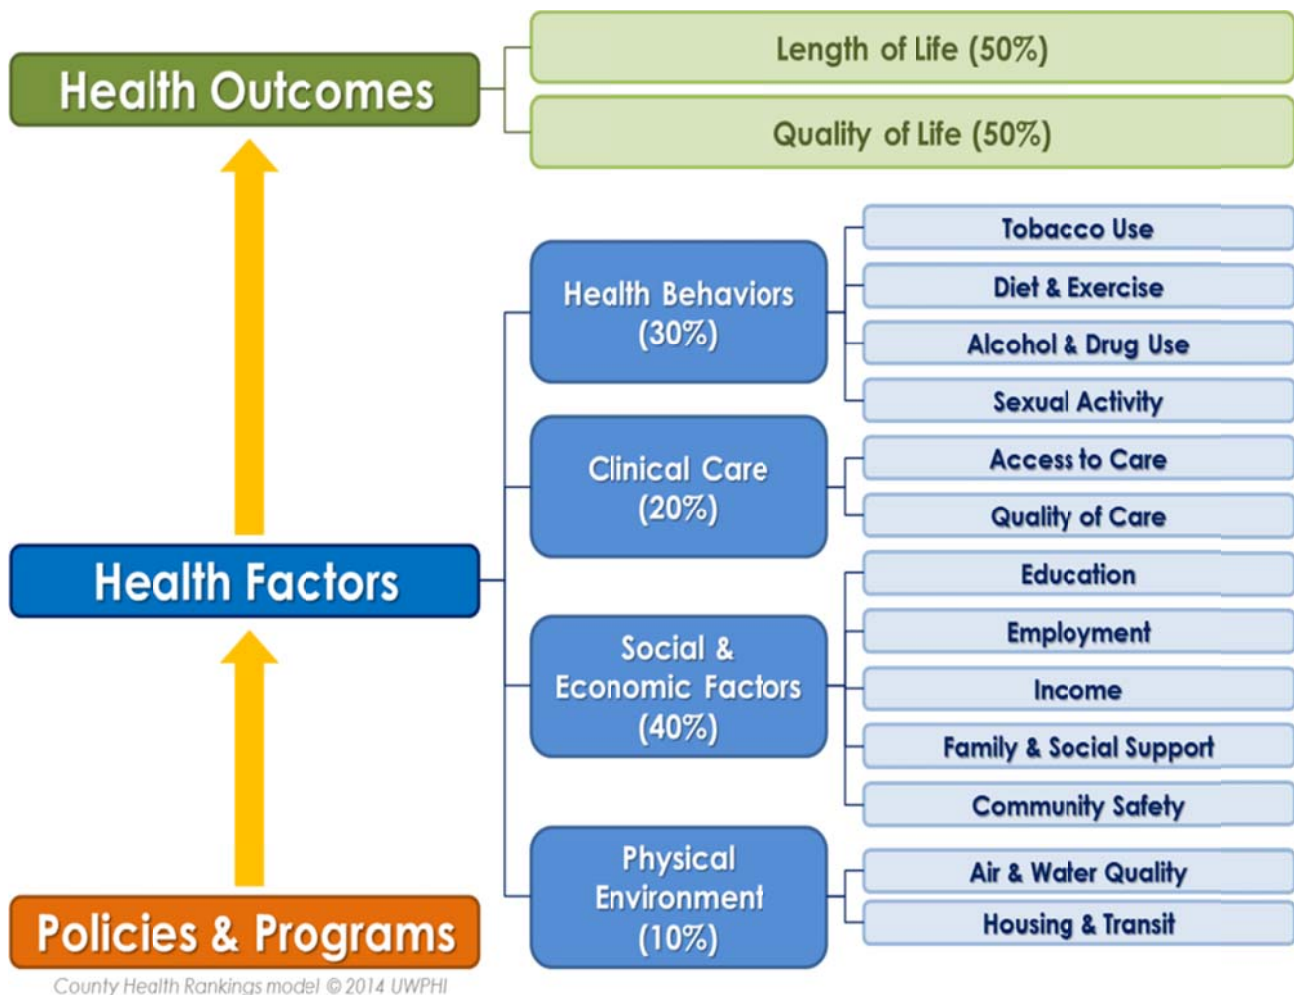 Health Outcomes
Length of Life (50%)
Quality of Life (50%)
Health Factors
Health Behaviors
(30%)
Tobacco Use
Diet & Exercise
Alcohol & Drug Use
Sexual Activity
Clinical Care
(20%)
Access to Care
Quality of Care
Social &
Economic Factors
(40%)
Education
Employment
Income
Family & Social Support
Community Safety
Physical
Environment
(10%)
Air & Water Quality
Housing & Transit
Policies & Programs
County Health Rankings model © 2014 UWPHI